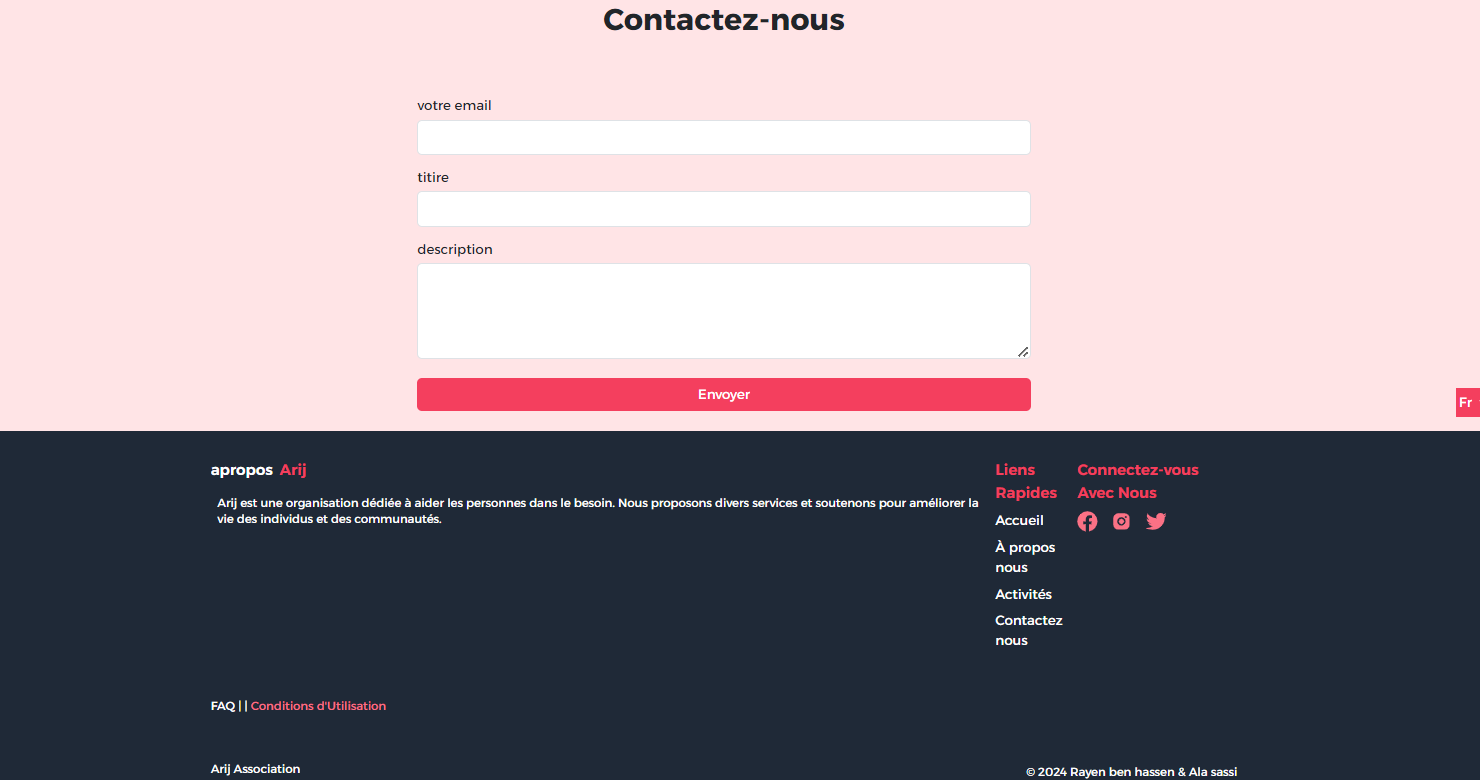 Contactez-nous
votre email
titire
description
Envoyer
Fr
apropos Arij
Arij est une organisation dédiée à aider les personnes dans le besoin. Nous proposons divers services et soutenons pour améliorer la
vie des individus et des communautés.
Liens
Rapides
Accueil
À propos
nous
Activités
Contactez
nous
Connectez-vous
Avec Nous
FAQ || Conditions d'Utilisation
Arij Association
© 2024 Rayen ben hassen & Ala sassi